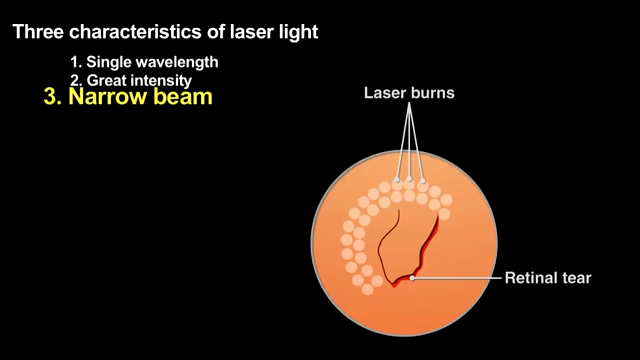 Three characteristics of laser light
1. Single wavelength
2. Great intensity
3. Narrow beam
Laser burns
Retinal tear